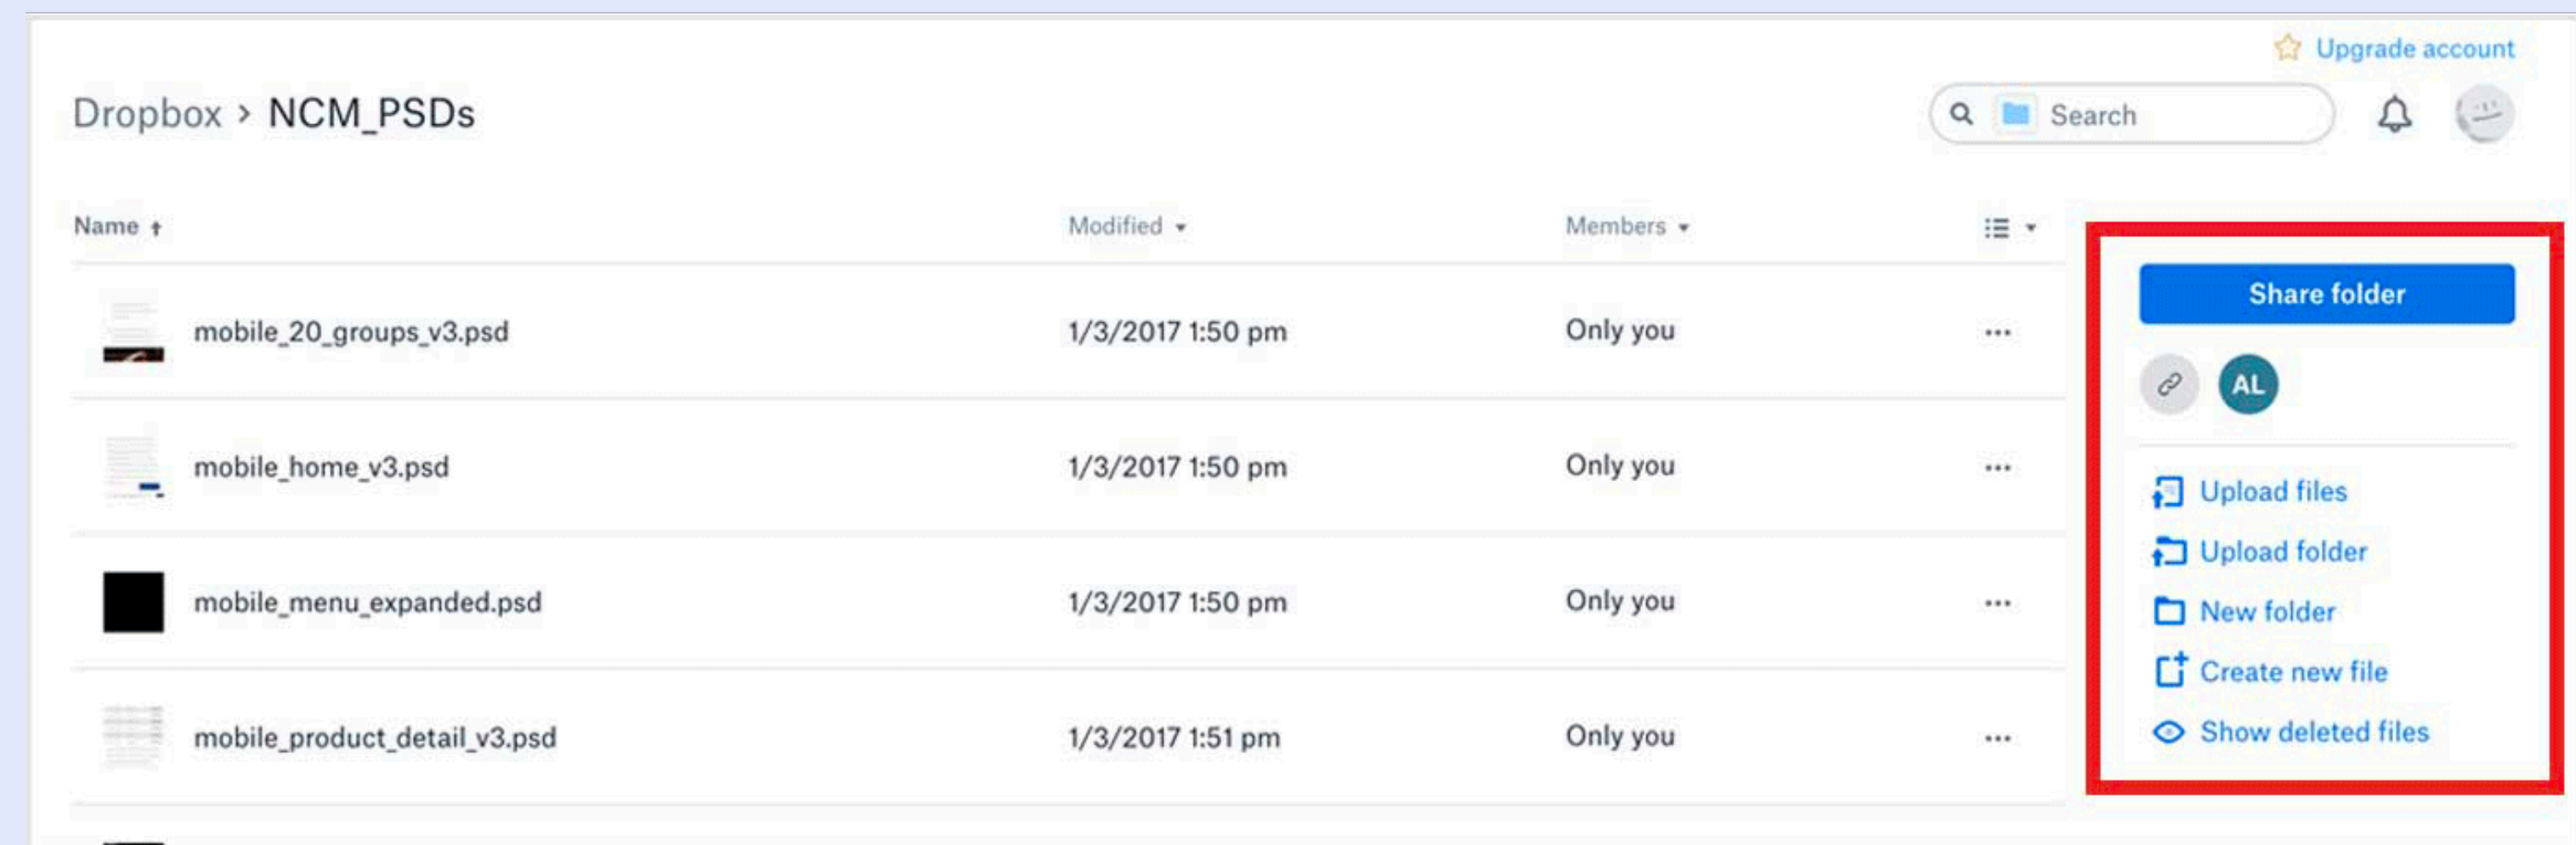 Upgrade account
Dropbox > NCM_PSDs
Search
Name Modified Members
mobile_20_groups_v3.psd 1/3/2017 1:50 pm Only you ...
mobile_home_v3.psd 1/3/2017 1:50 pm Only you ...
mobile_menu_expanded.psd 1/3/2017 1:50 pm Only you ...
mobile_product_detail_v3.psd 1/3/2017 1:51 pm Only you ...
Share folder
AL
Upload files
Upload folder
New folder
Create new file
Show deleted files